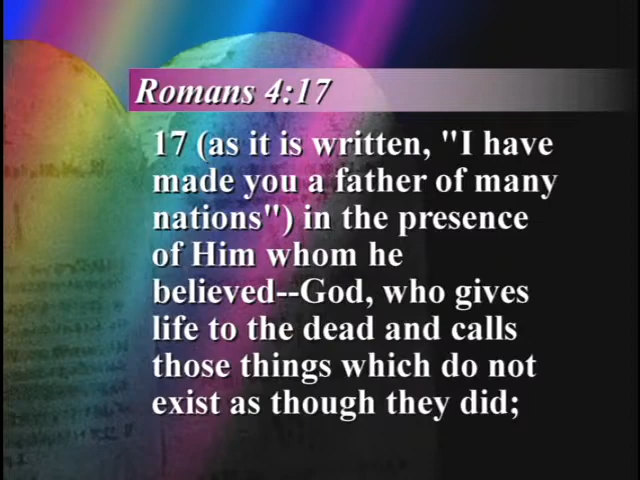 Romans 4:17
17 (as it is written, "I have
made you a father of many
nations") in the presence
of Him whom he
believed--God, who gives
life to the dead and calls
those things which do not
exist as though they did;